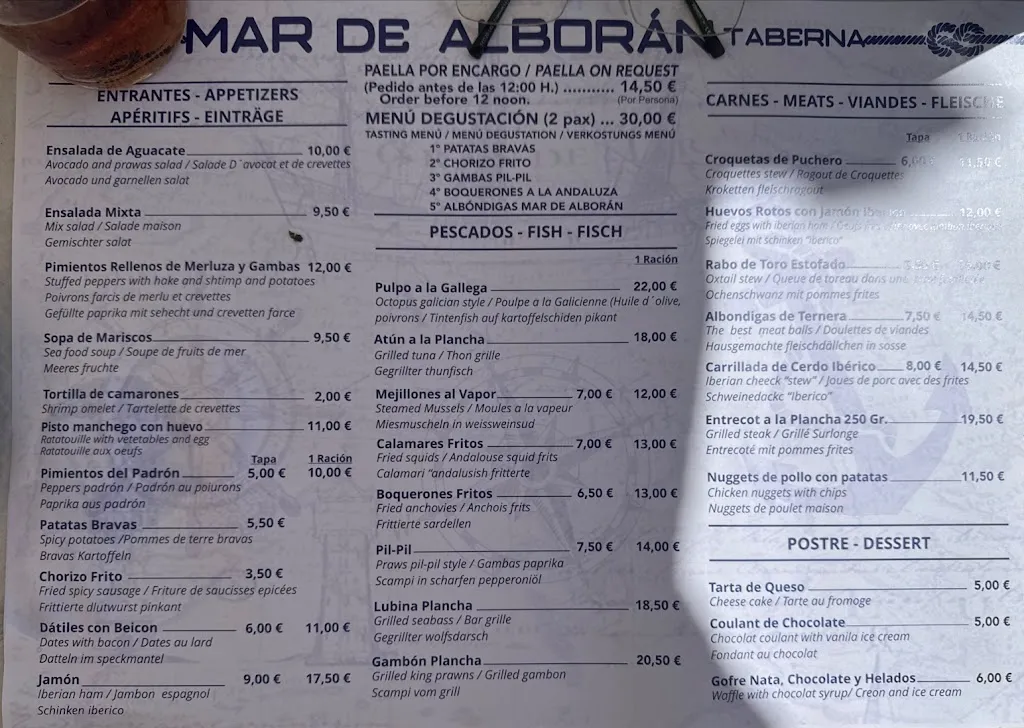 MAR DE ALBORÁN TABERNA
ENTRANTES - APPETIZERS
APÉRITIFS - EINTRÄGE
Ensalada de Aguacate 10,00 €
Avocado and prawas salad / Salade D´avocat et de crevettes
Avocado und garnellen salat
Ensalada Mixta 9,50 €
Mix salad / Salade maison
Gemischter salat
Pimientos Rellenos de Merluza y Gambas 12,00 €
Stuffed peppers with hake and shtimp and potatoes
Poivrons farcis de merlu et crevettes
Gefüllte paprika mit sehecht und crevetten farce
Sopa de Mariscos 9,50 €
Sea food soup / Soupe de fruits de mer
Meeres fruchte
Tortilla de camarones 2,00 €
Shrimp omelet / Tartelette de crevettes
Pisto manchego con huevo 11,00 €
Ratatouille with vetetables and egg
Ratatouille aux oeufs
Tapa 1 Ración
Pimientos del Padrón 5,00 € 10,00 €
Peppers padrón / Padrón au poiurons
Paprika aus padrón
Patatas Bravas 5,50 €
Spicy potatoes /Pommes de terre bravas
Bravas Kartoffeln
Chorizo Frito 3,50 €
Fried spicy sausage / Friture de saucisses epicées
Frittierte dlutwurst pinkant
Dátiles con Beicon 6,00 € 11,00 €
Dates with bacon / Dates au lard
Datteln im speckmantel
Jamón 9,00 € 17,50 €
Iberian ham / Jambon espagnol
Schinken iberico
PAELLA POR ENCARGO / PAELLA ON REQUEST
(Pedido antes de las 12:00 H.) ........... 14,50 €
Order before 12 noon. (Por Persona)
MENÚ DEGUSTACIÓN (2 pax) ... 30,00 €
TASTING MENÚ / MENÚ DEGUSTATION / VERKOSTUNGS MENÚ
1º PATATAS BRAVAS
2º CHORIZO FRITO
3º GAMBAS PIL-PIL
4º BOQUERONES A LA ANDALUZA
5º ALBÓNDIGAS MAR DE ALBORÁN
PESCADOS - FISH - FISCH
1 Ración
Pulpo a la Gallega 22,00 €
Octopus galician style / Poulpe a la Galicienne (Huile d´olive,
poivrons / Tintenfish auf kartoffelschiden pikant
Atún a la Plancha 18,00 €
Grilled tuna / Thon grille
Gegrillter thunfisch
Mejillones al Vapor 7,00 € 12,00 €
Steamed Mussels / Moules a la vapeur
Miesmuscheln in weissweinsud
Calamares Fritos 7,00 € 13,00 €
Fried squids / Andalouse squid frits
Calamari "andalusish fritterte
Boquerones Fritos 6,50 € 13,00 €
Fried anchovies / Anchois frits
Frittierte sardellen
Pil-Pil 7,50 € 14,00 €
Praws pil-pil style / Gambas paprika
Scampi in scharfen pepperoniöl
Lubina Plancha 18,50 €
Grilled seabass / Bar grille
Gegrillter wolfsdarsch
Gambón Plancha 20,50 €
Grilled king prawns / Grilled gambon
Scampi vom grill
CARNES - MEATS - VIANDES - FLEISCHE
Tapa 1 Ración
Croquetas de Puchero 6,00 11,50 €
Croquettes stew / Ragout de Croquettes
Kroketten fleischragout
Huevos Rotos con Jamón Iberico 12,00 €
Fried eggs with iberian ham /
Spiegelei mit schinken "iberico"
Rabo de Toro Estofado
Oxtail stew / Queue de toreau dans une
Ochenschwanz mit pommes frites
Albondigas de Ternera 7,50 € 14,50 €
The best meat balls / Doulettes de viandes
Hausgemachte fleischdällchen in sosse
Carrillada de Cerdo Ibérico 8,00 € 14,50 €
Iberian cheeck "stew" / Joues de porc avec des frites
Schweinedackc "Iberico"
Entrecot a la Plancha 250 Gr. 19,50 €
Grilled steak / Grillé Surlonge
Entrecoté mit pommes frites
Nuggets de pollo con patatas 11,50 €
Chicken nuggets with chips
Nuggets de poulet maison
POSTRE - DESSERT
Tarta de Queso 5,00 €
Cheese cake / Tarte au fromoge
Coulant de Chocolate 5,00 €
Chocolat coulant with vanila ice cream
Fondant au chocolat
Gofre Nata, Chocolate y Helados 6,00 €
Waffle with chocolat syrup/ Creon and ice cream